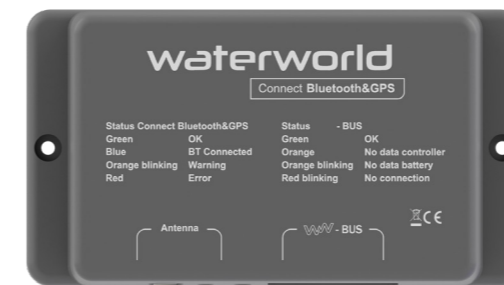 waterworld
Connect Bluetooth&GPS
Status Connect Bluetooth&GPS
Green OK
Blue BT Connected
Orange blinking Warning
Red Error
Status - BUS
Green OK
Orange No data controller
Orange blinking No data battery
Red blinking No connection
Antenna
WW - BUS
CE